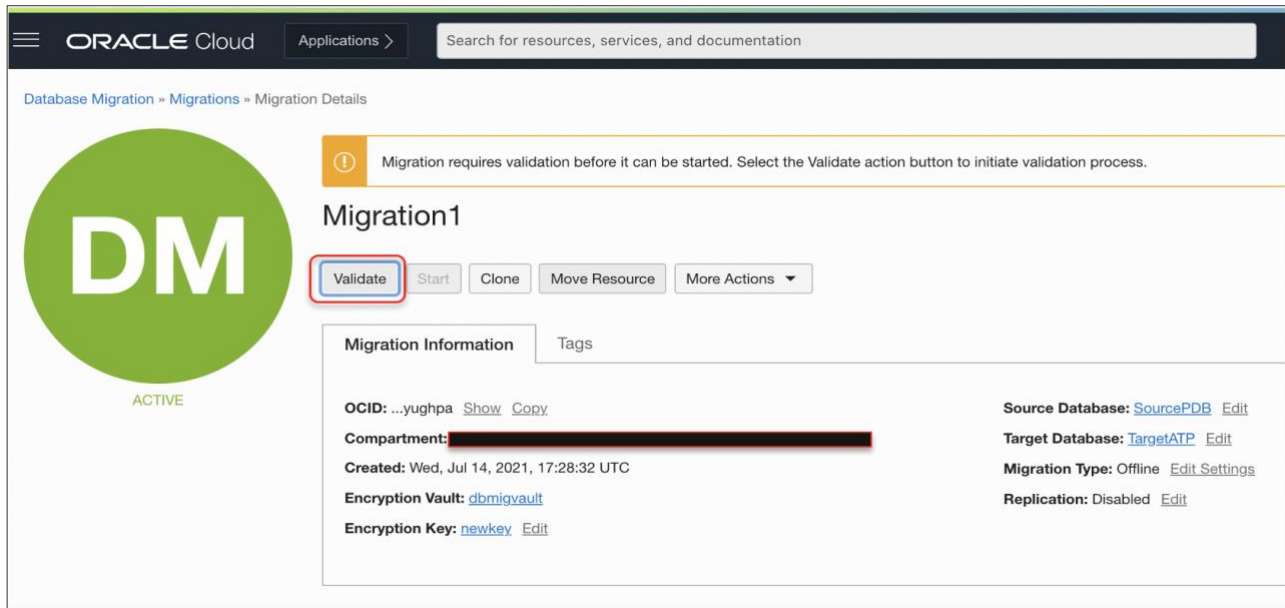 ORACLE Cloud Applications > Search for resources, services, and documentation
Database Migration » Migrations » Migration Details
Migration requires validation before it can be started. Select the Validate action button to initiate validation process.
DM
Migration1
Validate Start Clone Move Resource More Actions
Migration Information Tags
ACTIVE
OCID: ...yughpa Show Copy
Compartment:
Created: Wed, Jul 14, 2021, 17:28:32 UTC
Encryption Vault: dbmigvault
Encryption Key: newkey Edit
Source Database: SourcePDB Edit
Target Database: TargetATP Edit
Migration Type: Offline Edit Settings
Replication: Disabled Edit